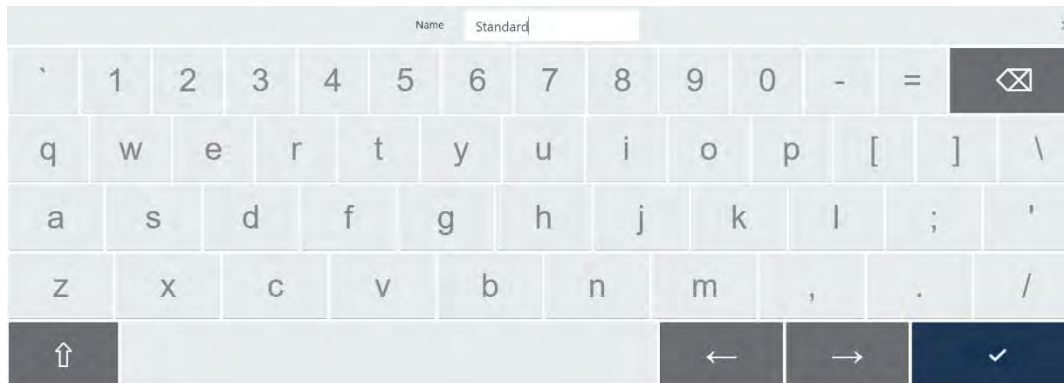 Name Standard
` 1 2 3 4 5 6 7 8 9 0 - =
q w e r t y u i o p [ ] \
a s d f g h j k l ; '
z x c v b n m , . /